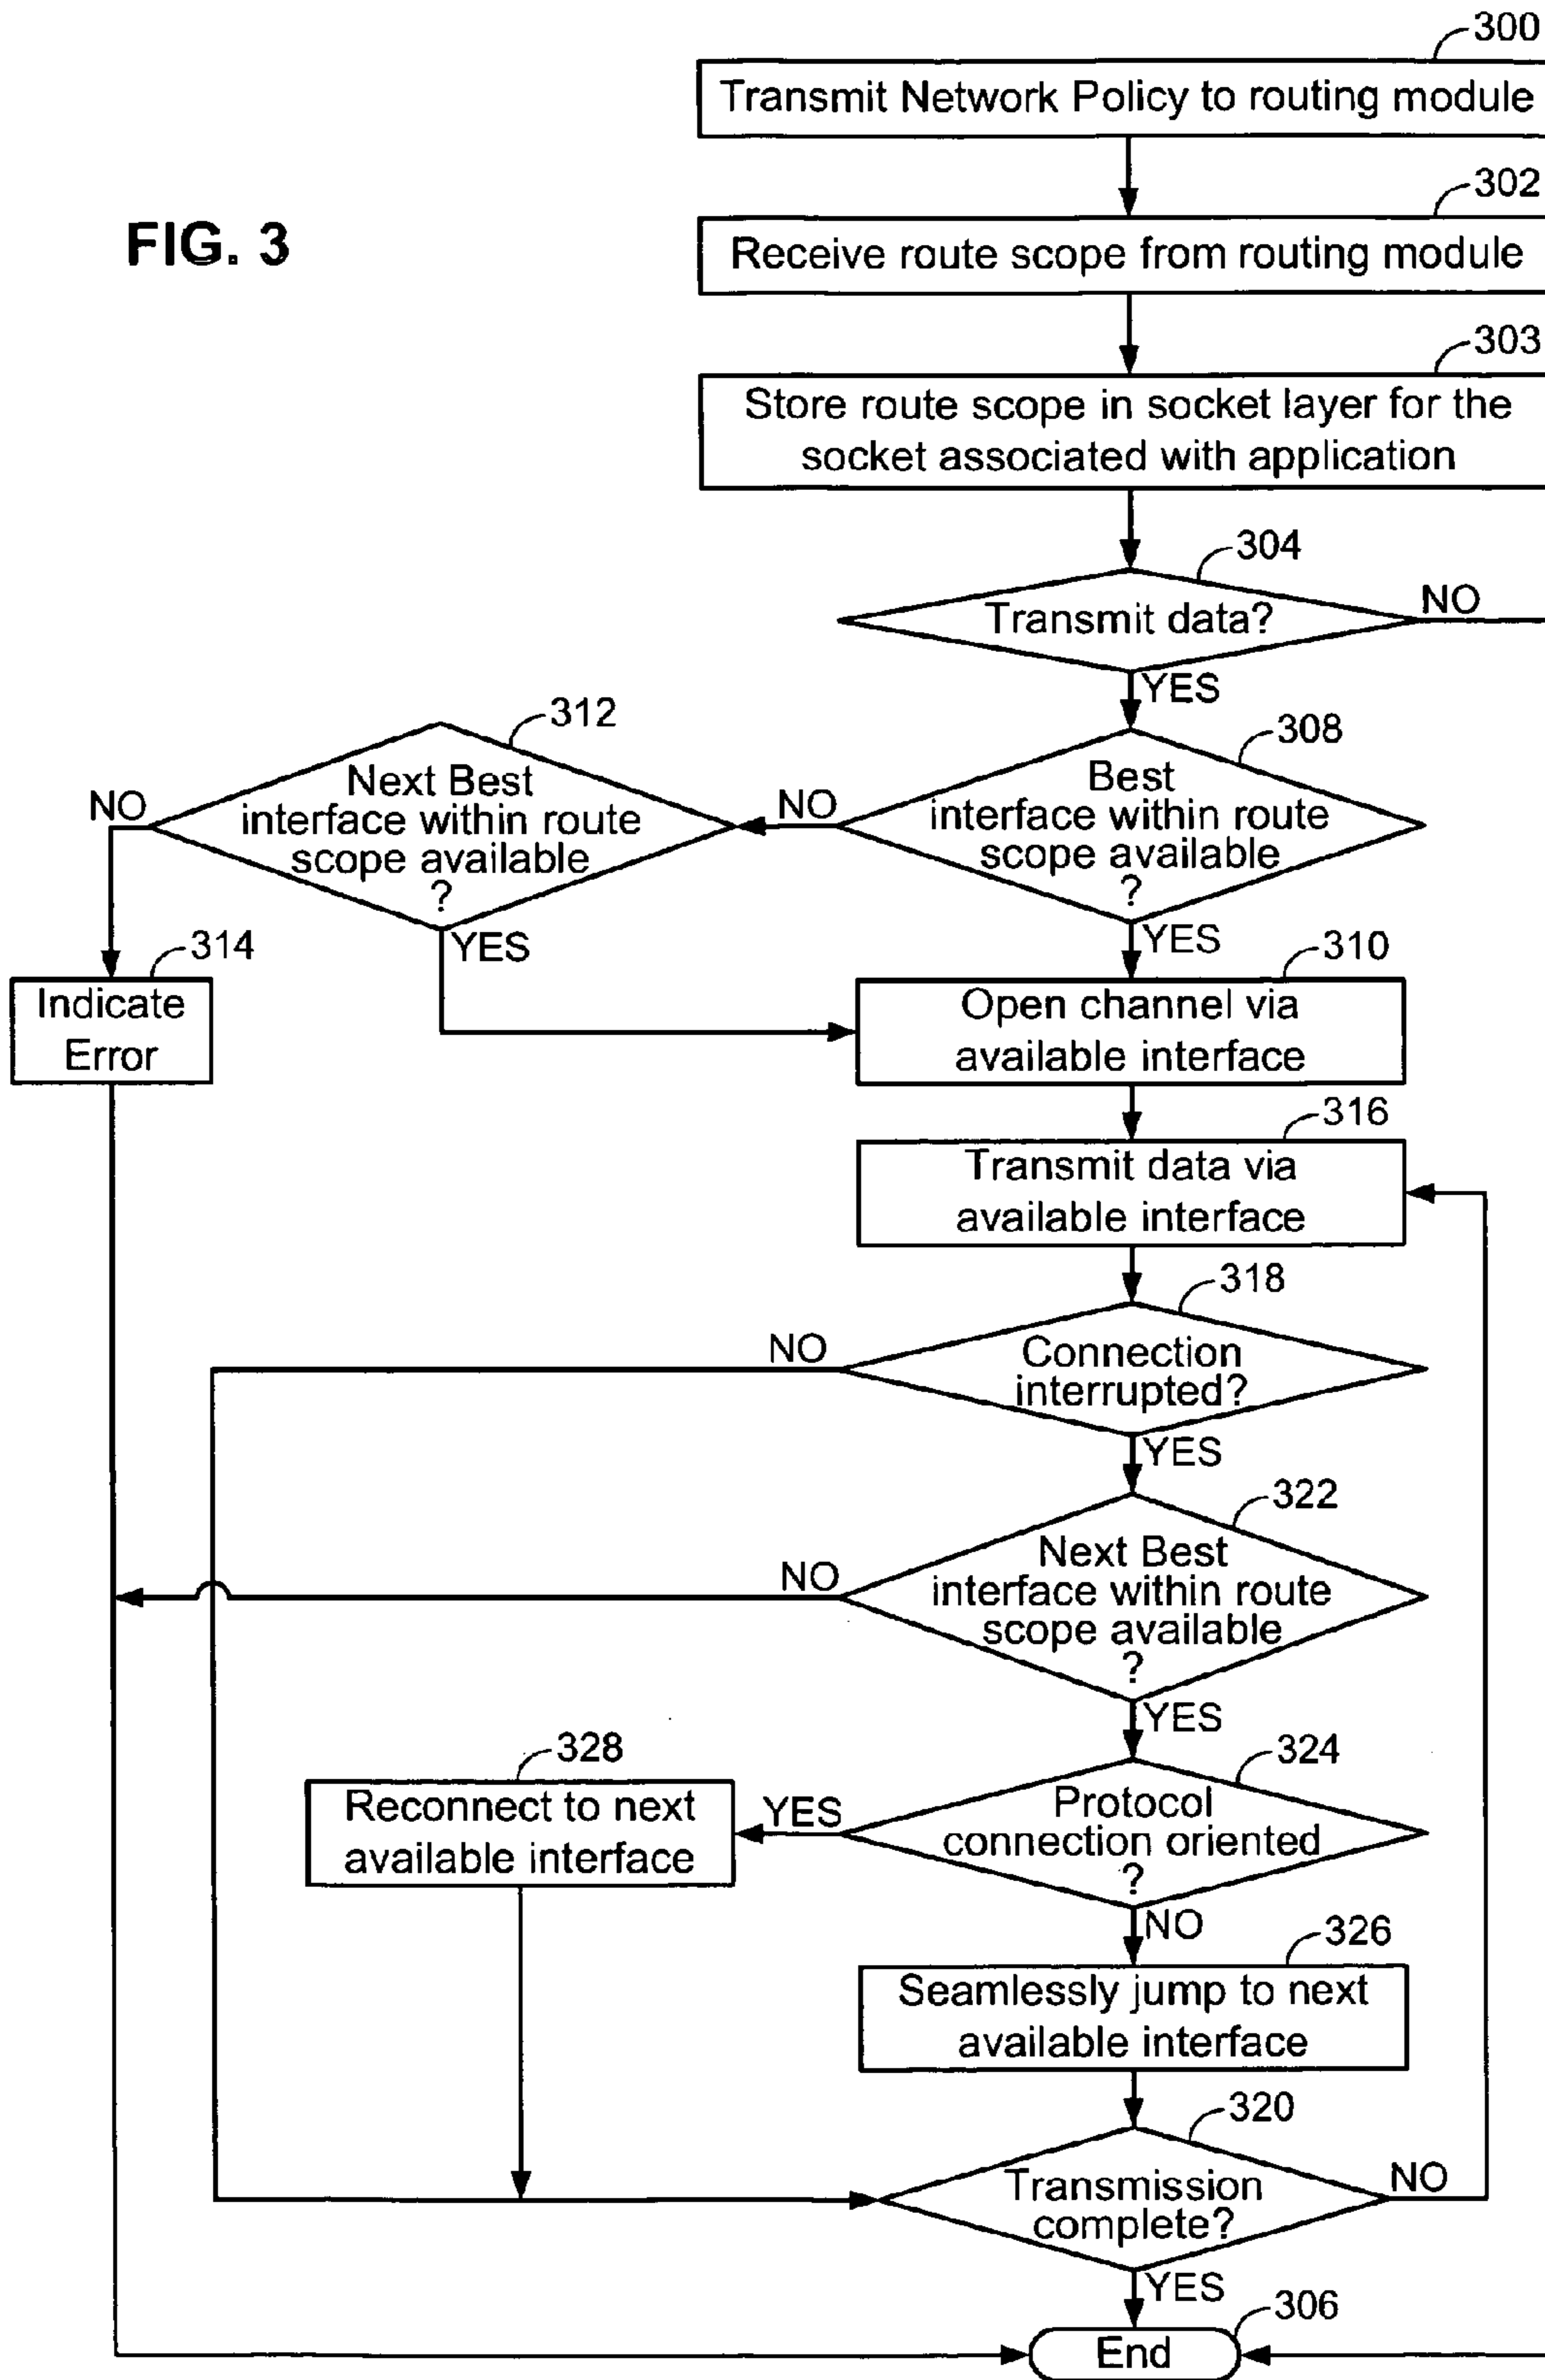 FIG. 3
300
Transmit Network Policy to routing module
302
Receive route scope from routing module
303
Store route scope in socket layer for the
socket associated with application
304
Transmit data?
NO
YES
308
Best
interface within route
scope available
?
NO
YES
312
Next Best
interface within route
scope available
?
NO
YES
314
Indicate
Error
310
Open channel via
available interface
316
Transmit data via
available interface
318
Connection
interrupted?
NO
YES
322
Next Best
interface within route
scope available
?
NO
YES
324
Protocol
connection oriented
?
YES
NO
328
Reconnect to next
available interface
326
Seamlessly jump to next
available interface
320
Transmission
complete?
NO
YES
306
End